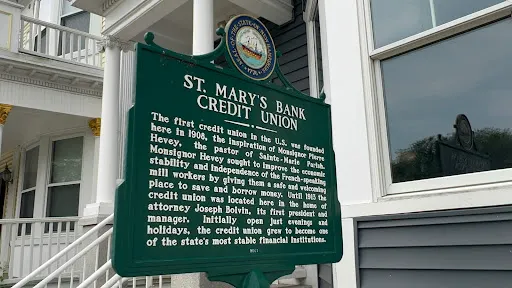 ST. MARY'S BANK
CREDIT UNION
The first credit union in the U.S. was founded
here in 1908, the inspiration of Monsignor Pierre
Hevey, the pastor of Sainte-Marie Parish.
Monsignor Hevey sought to improve the economic
stability and independence of the French-speaking
mill workers by giving them a safe and welcoming
place to save and borrow money. Until 1913 the
credit union was located here in the home of
attorney Joseph Boivin, its first president and
manager. Initially open just evenings and
holidays, the credit union grew to become one
of the state's most stable financial institutions.